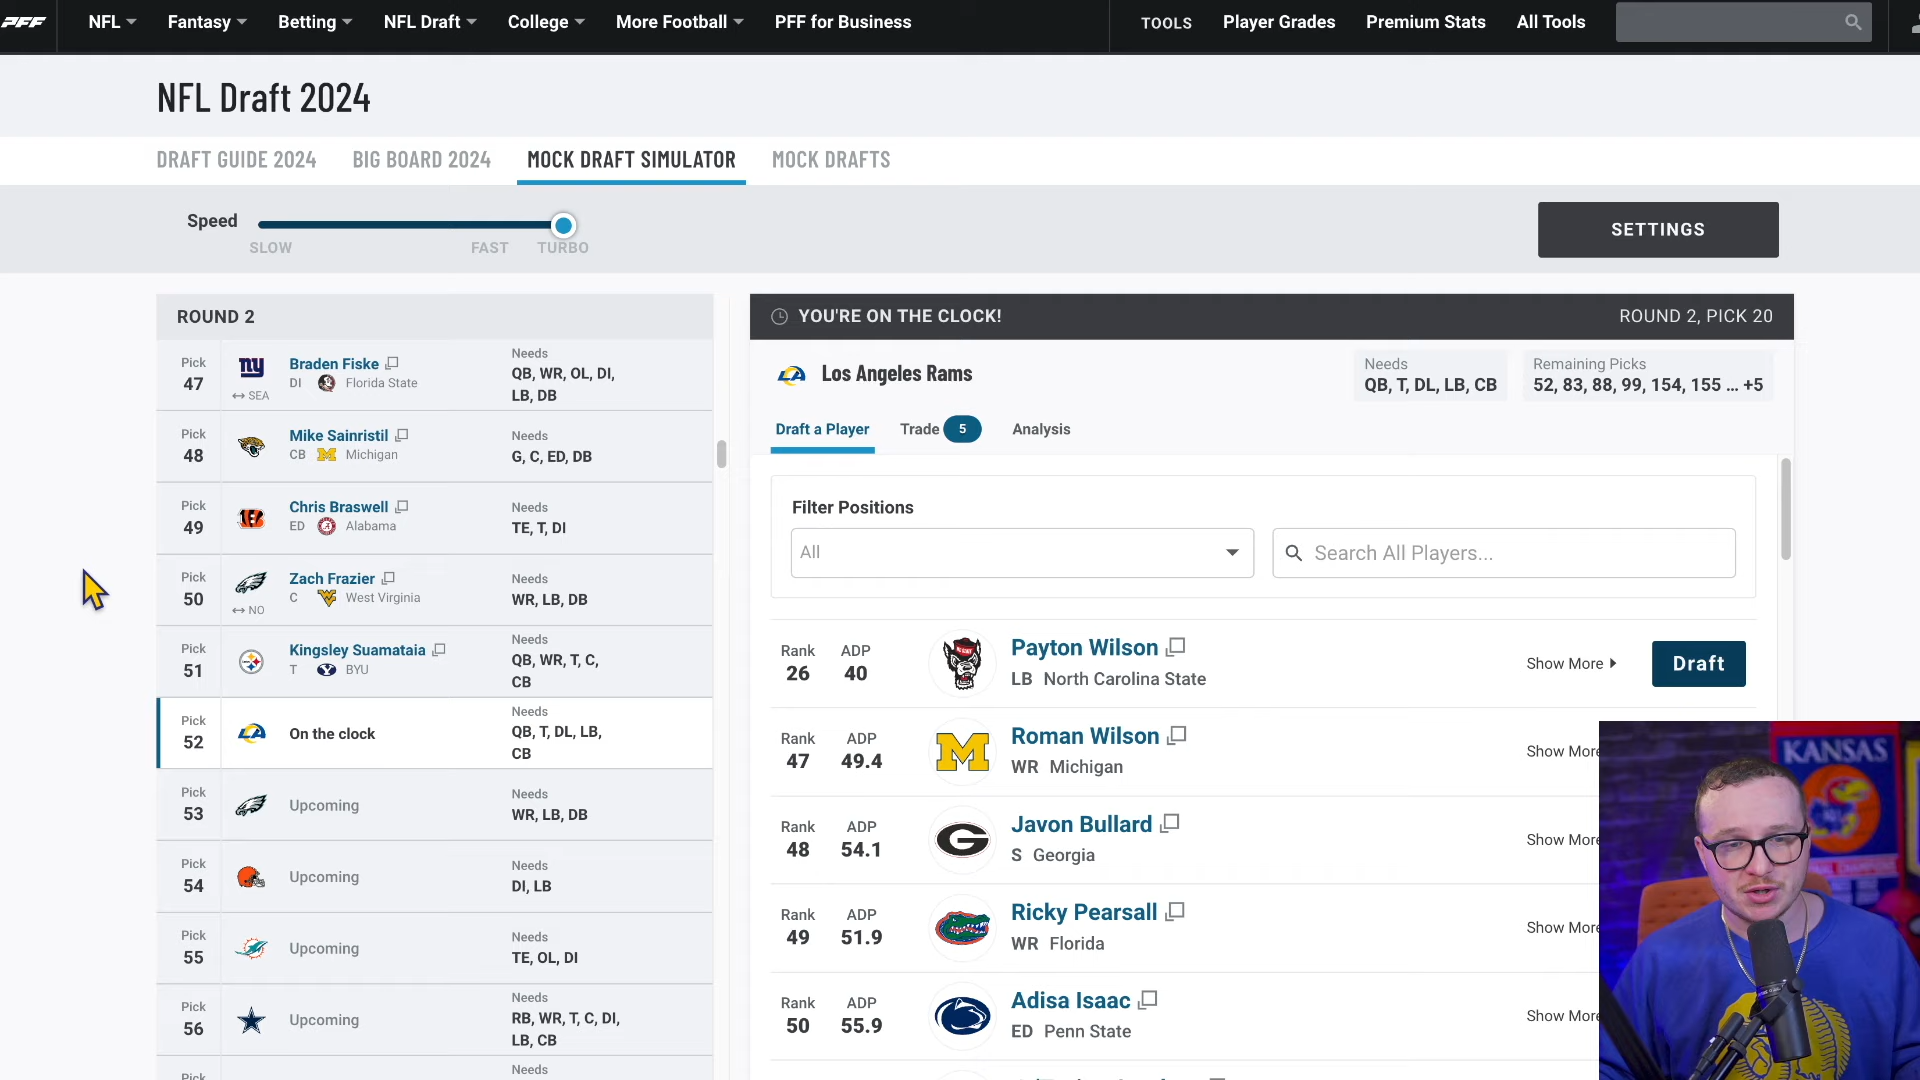 PFF NFL Fantasy Betting NFL Draft College More Football PFF for Business TOOLS Player Grades Premium Stats All Tools
NFL Draft 2024
DRAFT GUIDE 2024 BIG BOARD 2024 MOCK DRAFT SIMULATOR MOCK DRAFTS
Speed
SLOW FAST TURBO
SETTINGS
ROUND 2
Pick 47
ny
↔ SEA
Braden Fiske
DI Florida State
Needs
QB, WR, OL, DI,
LB, DB
Pick 48
Mike Sainristil
CB M Michigan
Needs
G, C, ED, DB
Pick 49
Chris Braswell
ED A Alabama
Needs
TE, T, DI
Pick 50
↔ NO
Zach Frazier
C WV West Virginia
Needs
WR, LB, DB
Pick 51
Kingsley Suamataia
T BYU
Needs
QB, WR, T, C,
CB
Pick 52
LA
On the clock
Needs
QB, T, DL, LB,
CB
Pick 53
Upcoming
Needs
WR, LB, DB
Pick 54
Upcoming
Needs
DI, LB
Pick 55
Upcoming
Needs
TE, OL, DI
Pick 56
Upcoming
Needs
RB, WR, T, C, DI,
LB, CB
Pick
Needs
YOU'RE ON THE CLOCK!
ROUND 2, PICK 20
LA Los Angeles Rams
Needs
QB, T, DL, LB, CB
Remaining Picks
52, 83, 88, 99, 154, 155 ... +5
Draft a Player Trade 5 Analysis
Filter Positions
All
Search All Players...
Rank 26
ADP 40
Payton Wilson
LB North Carolina State
Show More
Draft
Rank 47
ADP 49.4
M
Roman Wilson
WR Michigan
Show More
Rank 48
ADP 54.1
G
Javon Bullard
S Georgia
Show More
Rank 49
ADP 51.9
Ricky Pearsall
WR Florida
Show More
Rank 50
ADP 55.9
Adisa Isaac
ED Penn State
Show More
KANSAS